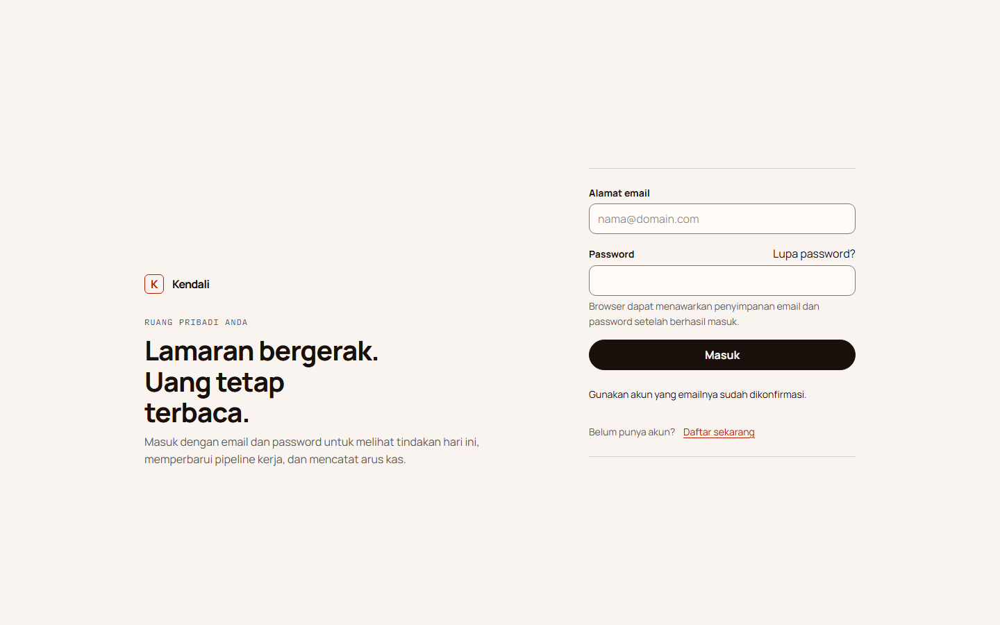 K Kendali
RUANG PRIBADI ANDA
Lamaran bergerak.
Uang tetap
terbaca.
Masuk dengan email dan password untuk melihat tindakan hari ini,
memperbarui pipeline kerja, dan mencatat arus kas.
Alamat email
nama@domain.com
Password Lupa password?
Browser dapat menawarkan penyimpanan email dan
password setelah berhasil masuk.
Masuk
Gunakan akun yang emailnya sudah dikonfirmasi.
Belum punya akun? Daftar sekarang